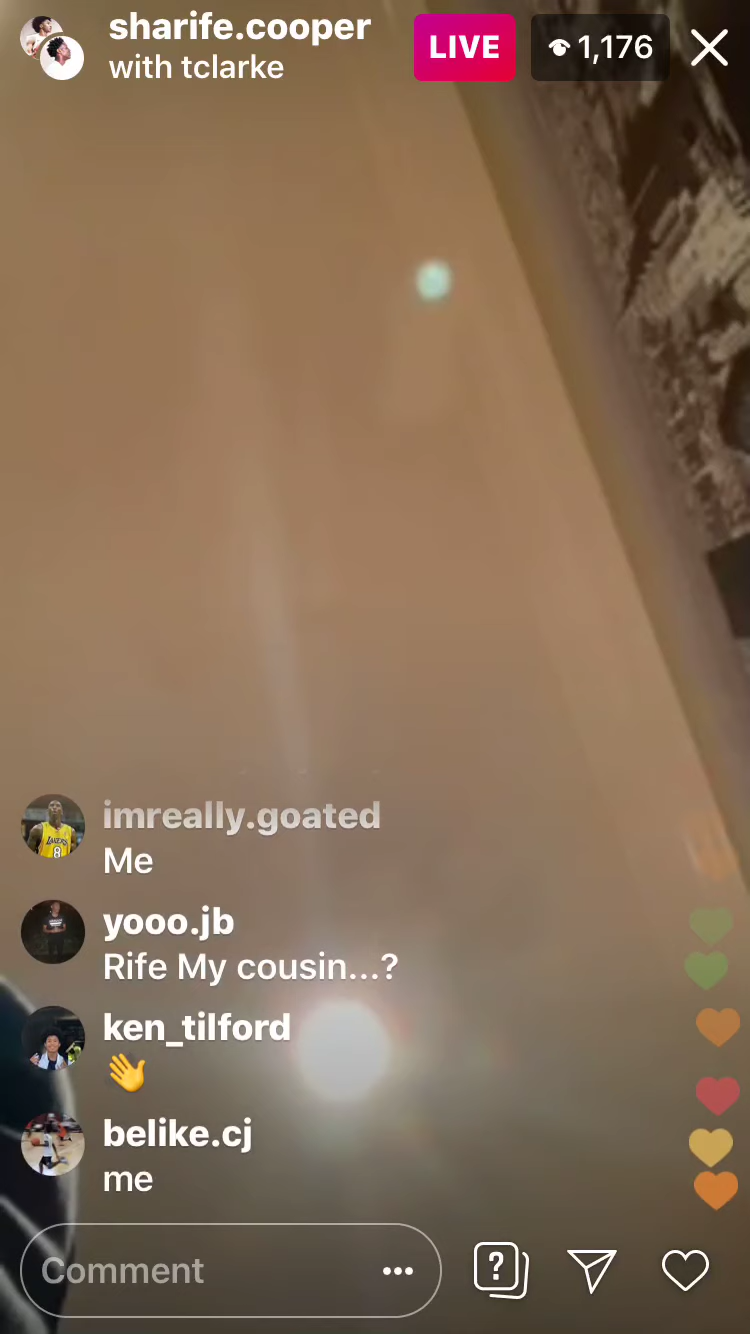 sharife.cooper
with tclarke
LIVE
1,176
imreally.goated
Me
yooo.jb
Rife My cousin...?
ken_tilford
👋
belike.cj
me
Comment